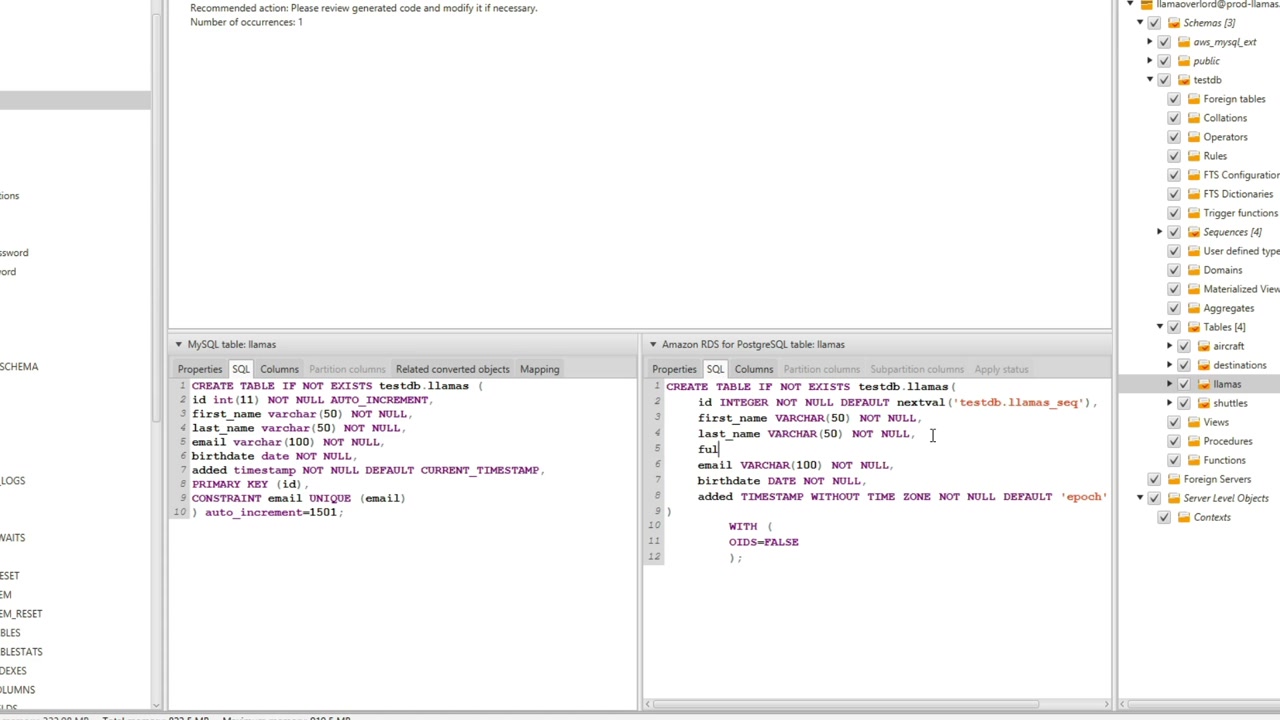 Recommended action: Please review generated code and modify it if necessary.
Number of occurrences: 1
tions
ssword
ord
SCHEMA
_LOGS
WAITS
ESET
EM
EM_RESET
BLES
BLESTATS
DEXES
OLUMNS
MySQL table: llamas
Properties SQL Columns Partition columns Related converted objects Mapping
1 CREATE TABLE IF NOT EXISTS testdb.llamas (
2 id int(11) NOT NULL AUTO_INCREMENT,
3 first_name varchar(50) NOT NULL,
4 last_name varchar(50) NOT NULL,
5 email varchar(100) NOT NULL,
6 birthdate date NOT NULL,
7 added timestamp NOT NULL DEFAULT CURRENT_TIMESTAMP,
8 PRIMARY KEY (id),
9 CONSTRAINT email UNIQUE (email)
10 ) auto_increment=1501;
Amazon RDS for PostgreSQL table: llamas
Properties SQL Columns Partition columns Subpartition columns Apply status
1 CREATE TABLE IF NOT EXISTS testdb.llamas(
2 id INTEGER NOT NULL DEFAULT nextval('testdb.llamas_seq'),
3 first_name VARCHAR(50) NOT NULL,
4 last_name VARCHAR(50) NOT NULL,
5 ful
6 email VARCHAR(100) NOT NULL,
7 birthdate DATE NOT NULL,
8 added TIMESTAMP WITHOUT TIME ZONE NOT NULL DEFAULT 'epoch'
9 )
10 WITH (
11 OIDS=FALSE
12 );
llamaoverlord@prod-llamas.
Schemas [3]
aws_mysql_ext
public
testdb
Foreign tables
Collations
Operators
Rules
FTS Configuration
FTS Dictionaries
Trigger functions
Sequences [4]
User defined type
Domains
Materialized View
Aggregates
Tables [4]
aircraft
destinations
llamas
shuttles
Views
Procedures
Functions
Foreign Servers
Server Level Objects
Contexts